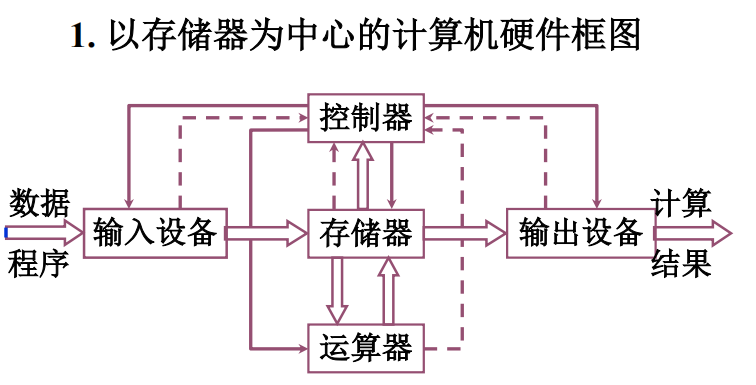 1. 以存储器为中心的计算机硬件框图
控制器
数据
程序
输入设备
存储器
输出设备
计算
结果
运算器